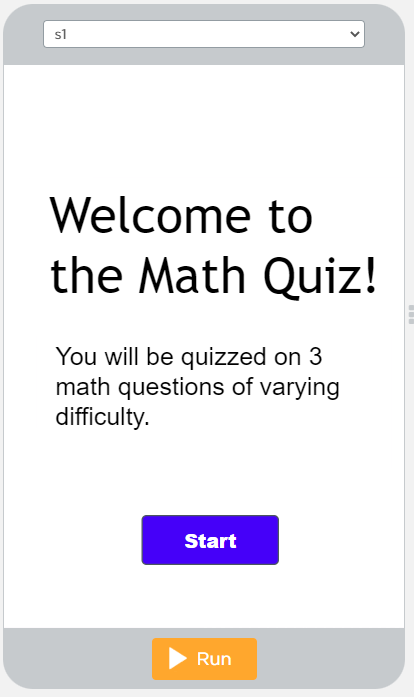 s1
Welcome to
the Math Quiz!
You will be quizzed on 3
math questions of varying
difficulty.
Start
Run